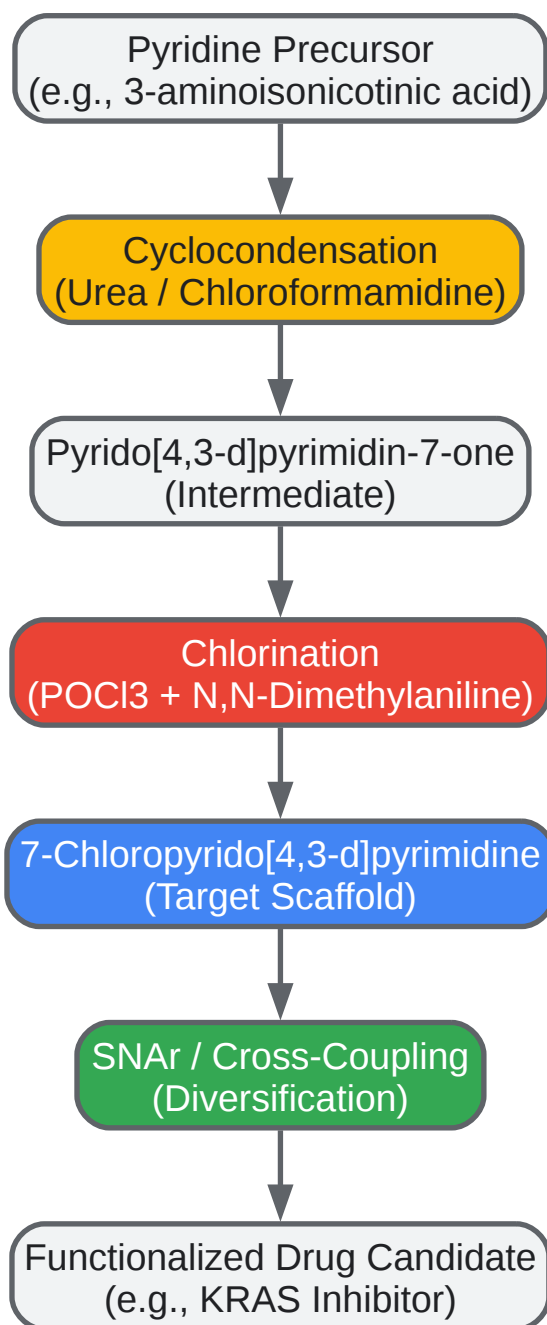 Pyridine Precursor
(e.g., 3-aminoisonicotinic acid)
Cyclocondensation
(Urea / Chloroformamidine)
Pyrido[4,3-d]pyrimidin-7-one
(Intermediate)
Chlorination
(POCl3 + N,N-Dimethylaniline)
7-Chloropyrido[4,3-d]pyrimidine
(Target Scaffold)
SNAr / Cross-Coupling
(Diversification)
Functionalized Drug Candidate
(e.g., KRAS Inhibitor)